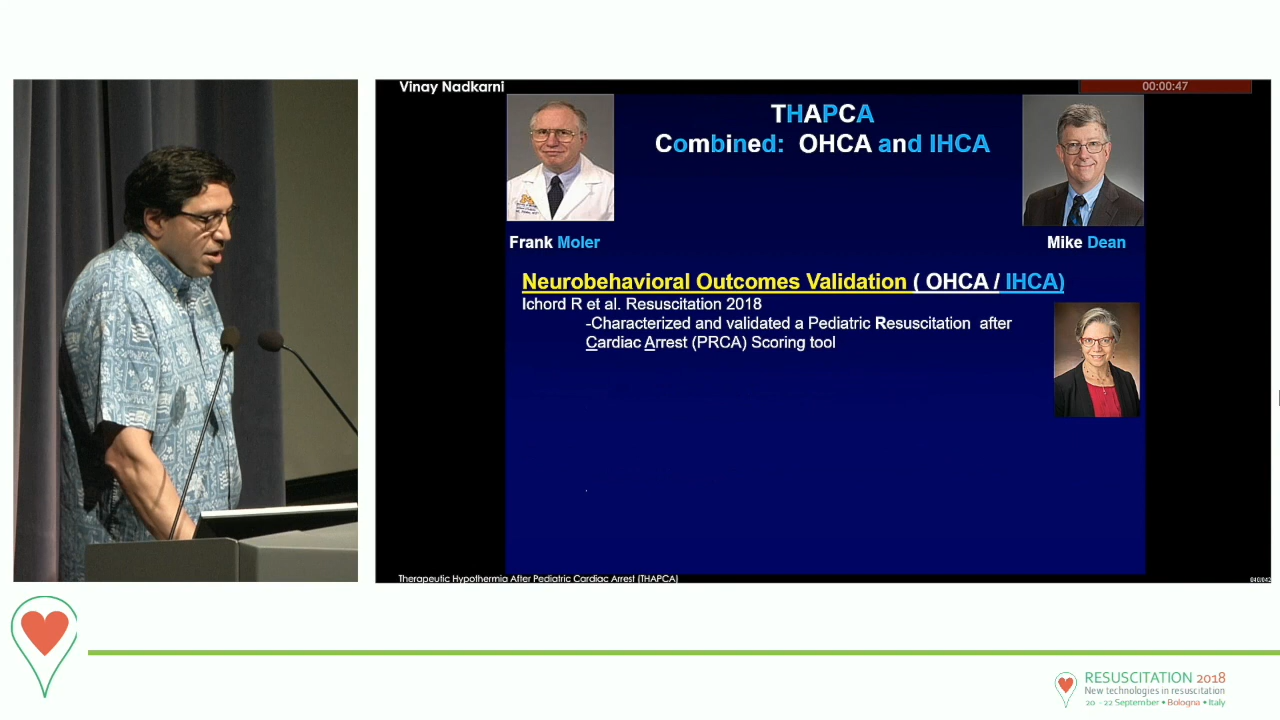 Vinay Nadkarni
00:00:47
THAPCA
Combined: OHCA and IHCA
Frank Moler
Mike Dean
Neurobehavioral Outcomes Validation ( OHCA / IHCA)
Ichord R et al. Resuscitation 2018
-Characterized and validated a Pediatric Resuscitation after
Cardiac Arrest (PRCA) Scoring tool
Therapeutic Hypothermia After Pediatric Cardiac Arrest (THAPCA)
RESUSCITATION 2018
New technologies in resuscitation
20 - 22 September • Bologna • Italy